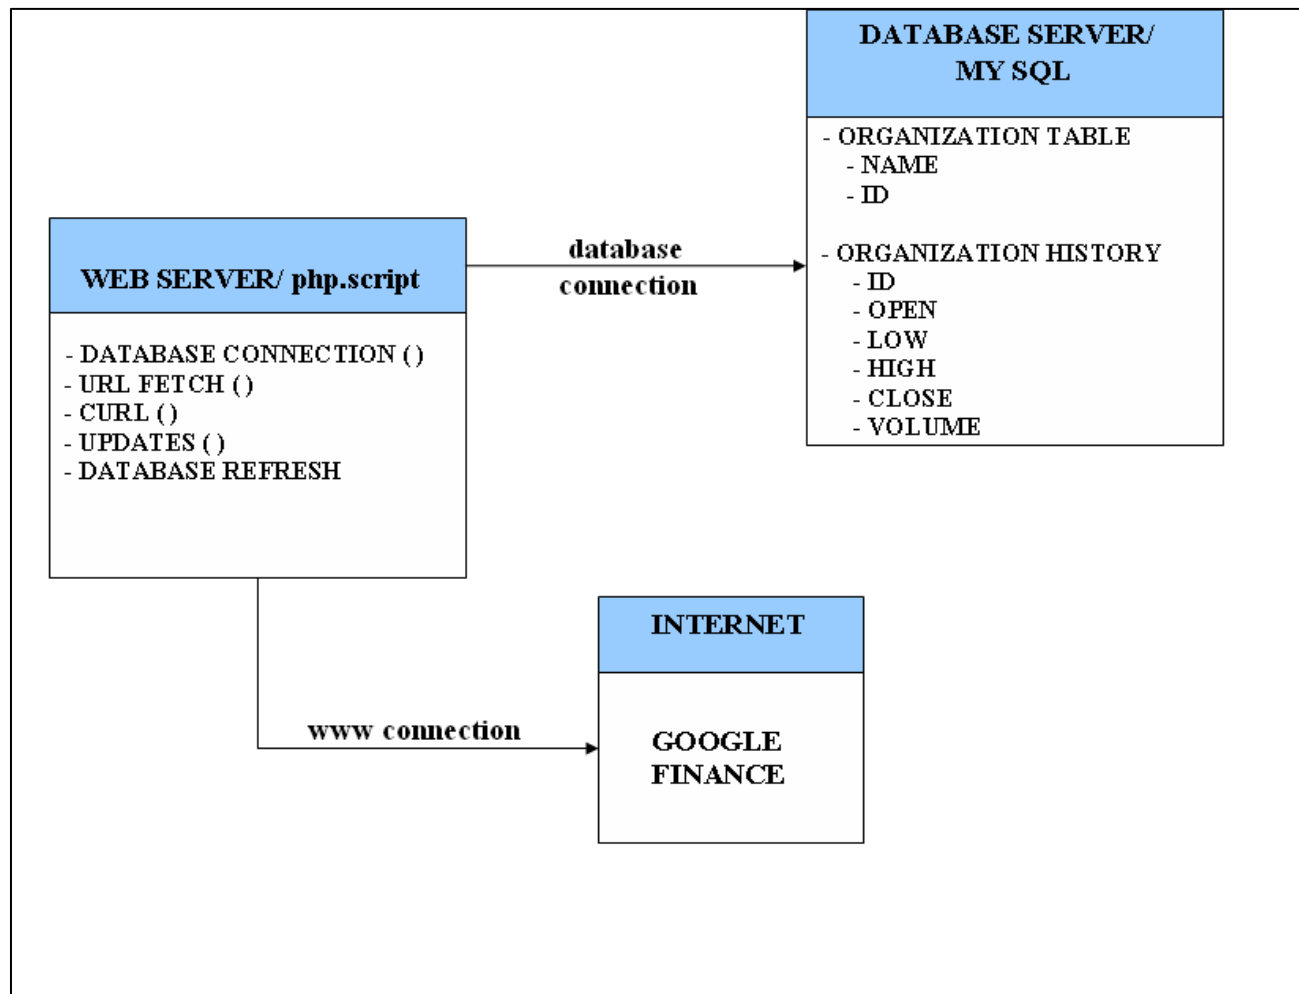 DATABASE SERVER/
MY SQL
- ORGANIZATION TABLE
- NAME
- ID
- ORGANIZATION HISTORY
- ID
- OPEN
- LOW
- HIGH
- CLOSE
- VOLUME
WEB SERVER/ php.script
- DATABASE CONNECTION ( )
- URL FETCH ( )
- CURL ( )
- UPDATES ( )
- DATABASE REFRESH
database
connection
www connection
INTERNET
GOOGLE
FINANCE